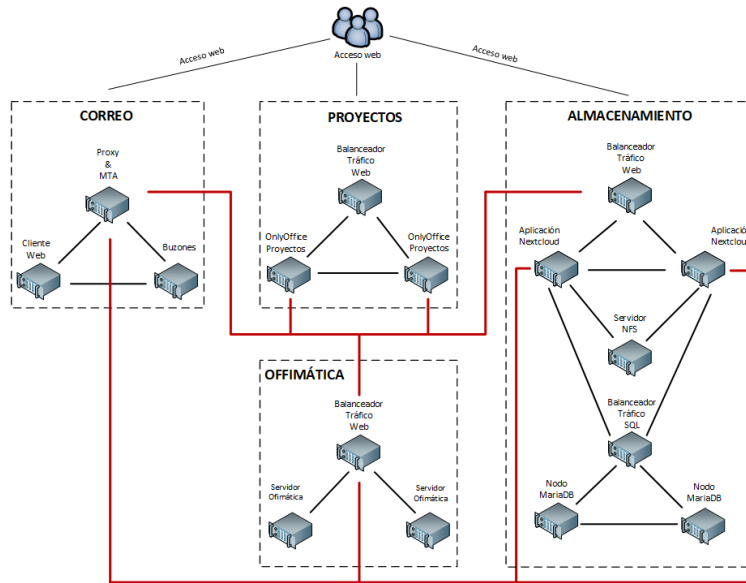 Acceso web
Acceso web
Acceso web
CORREO
Proxy
&
MTA
Cliente
Web
Buzones
PROYECTOS
Balanceador
Tráfico
Web
OnlyOffice
Proyectos
OnlyOffice
Proyectos
ALMACENAMIENTO
Balanceador
Tráfico
Web
Aplicación
Nextcloud
Aplicación
Nextcloud
Servidor
NFS
Balanceador
Tráfico
SQL
Nodo
MariaDB
Nodo
MariaDB
OFFIMÁTICA
Balanceador
Tráfico
Web
Servidor
Ofimática
Servidor
Ofimática